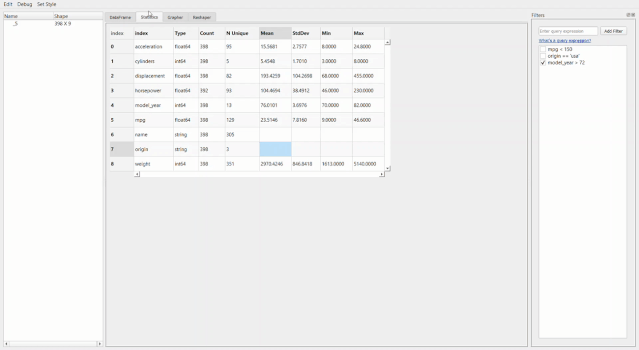 Edit Debug Set Style
Name Shape
_5 398 X 9
DataFrame Statistics Grapher Reshaper
index index Type Count N Unique Mean StdDev Min Max
0 acceleration float64 398 95 15.5681 2.7577 8.0000 24.8000
1 cylinders int64 398 5 5.4548 1.7010 3.0000 8.0000
2 displacement float64 398 82 193.4259 104.2698 68.0000 455.0000
3 horsepower float64 392 93 104.4694 38.4912 46.0000 230.0000
4 model_year int64 398 13 76.0101 3.6976 70.0000 82.0000
5 mpg float64 398 129 23.5146 7.8160 9.0000 46.6000
6 name string 398 305
7 origin string 398 3
8 weight int64 398 351 2970.4246 846.8418 1613.0000 5140.0000
Filters
Enter query expression Add Filter
What's a query expression?
mpg < 150
origin == 'usa'
model_year > 72